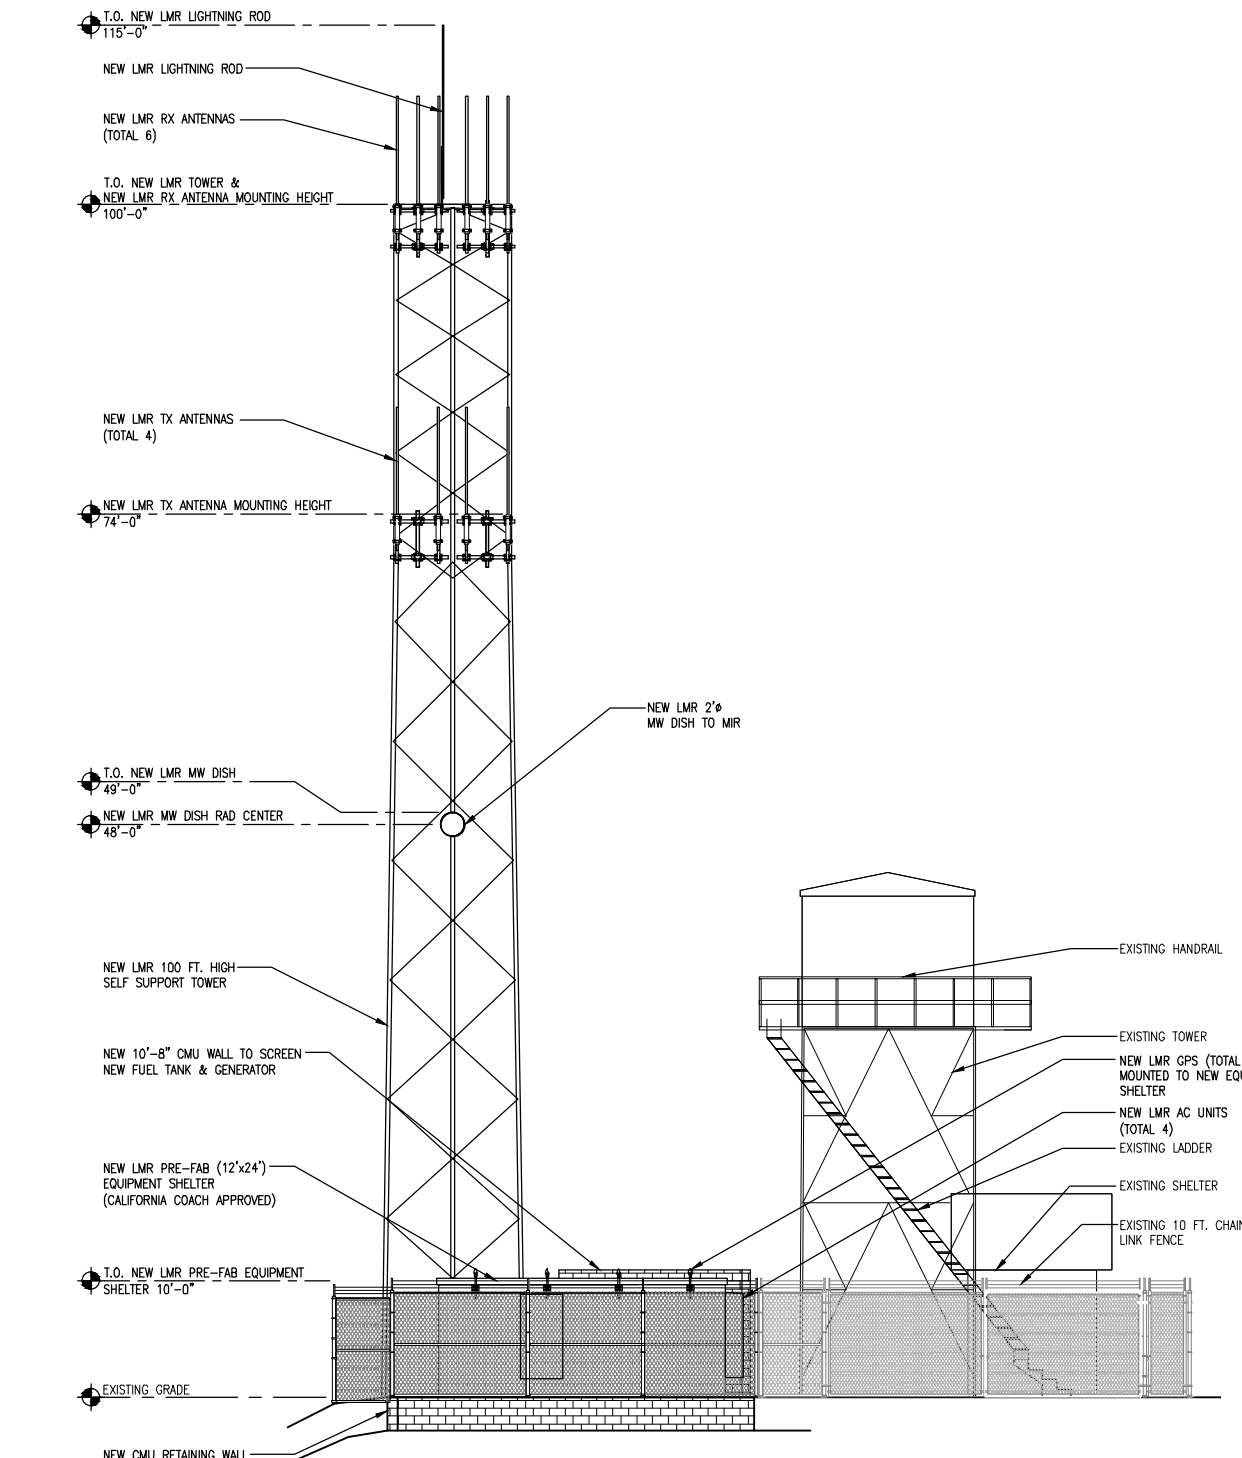 T.O. NEW LMR LIGHTNING ROD
115'-0"
NEW LMR LIGHTNING ROD
NEW LMR RX ANTENNAS
(TOTAL 6)
T.O. NEW LMR TOWER &
NEW LMR RX ANTENNA MOUNTING HEIGHT
100'-0"
NEW LMR TX ANTENNAS
(TOTAL 4)
NEW LMR TX ANTENNA MOUNTING HEIGHT
74'-0"
NEW LMR 2'ø
MW DISH TO MIR
T.O. NEW LMR MW DISH
49'-0"
NEW LMR MW DISH RAD CENTER
48'-0"
NEW LMR 100 FT. HIGH
SELF SUPPORT TOWER
NEW 10'-8" CMU WALL TO SCREEN
NEW FUEL TANK & GENERATOR
NEW LMR PRE-FAB (12'x24')
EQUIPMENT SHELTER
(CALIFORNIA COACH APPROVED)
T.O. NEW LMR PRE-FAB EQUIPMENT
SHELTER 10'-0"
EXISTING GRADE
NEW CMU RETAINING WALL
EXISTING HANDRAIL
EXISTING TOWER
NEW LMR GPS (TOTAL
MOUNTED TO NEW EQU
SHELTER
NEW LMR AC UNITS
(TOTAL 4)
EXISTING LADDER
EXISTING SHELTER
EXISTING 10 FT. CHAIN
LINK FENCE